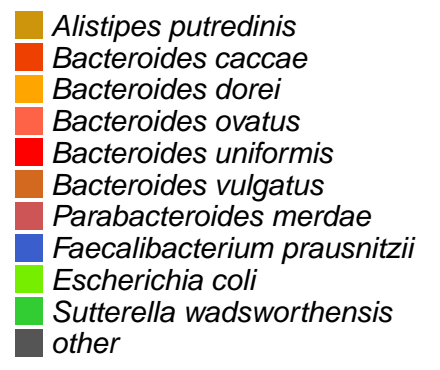 Alistipes putredinis
Bacteroides caccae
Bacteroides dorei
Bacteroides ovatus
Bacteroides uniformis
Bacteroides vulgatus
Parabacteroides merdae
Faecalibacterium prausnitzii
Escherichia coli
Sutterella wadsworthensis
other